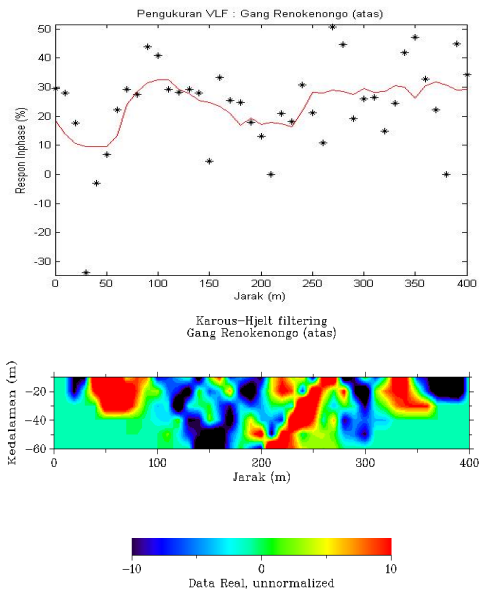 Pengukuran VLF : Gang Renokenongo (atas)
Respon Inphase (%)
50
40
30
20
10
0
-10
-20
-30
0 50 100 150 200 250 300 350 400
Jarak (m)
Karous-Hjelt filtering
Gang Renokenongo (atas)
Kedalaman (m)
-20
-40
-60
0 100 200 300 400
Jarak (m)
-10 0 10
Data Real, unnormalized